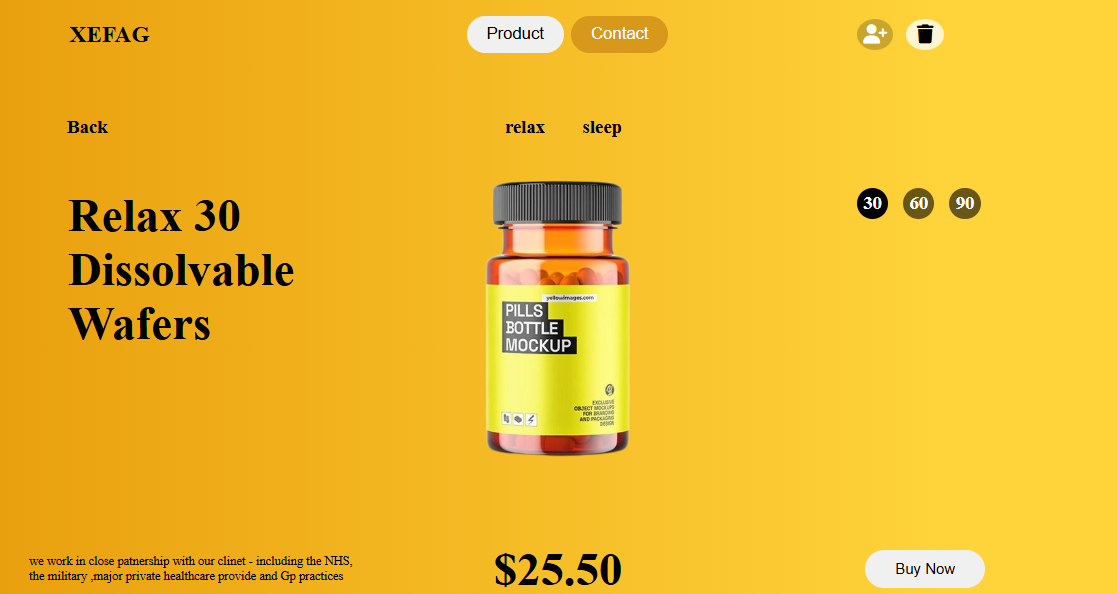 XEFAG
Product
Contact
Back
relax
sleep
Relax 30
Dissolvable
Wafers
30
60
90
yellowimages.com
PILLS
BOTTLE
MOCKUP
EXCLUSIVE
OBJECT MOCKUPS
FOR BRANDING
AND PACKAGING
DESIGN
we work in close patnership with our clinet - including the NHS,
the military ,major private healthcare provide and Gp practices
$25.50
Buy Now